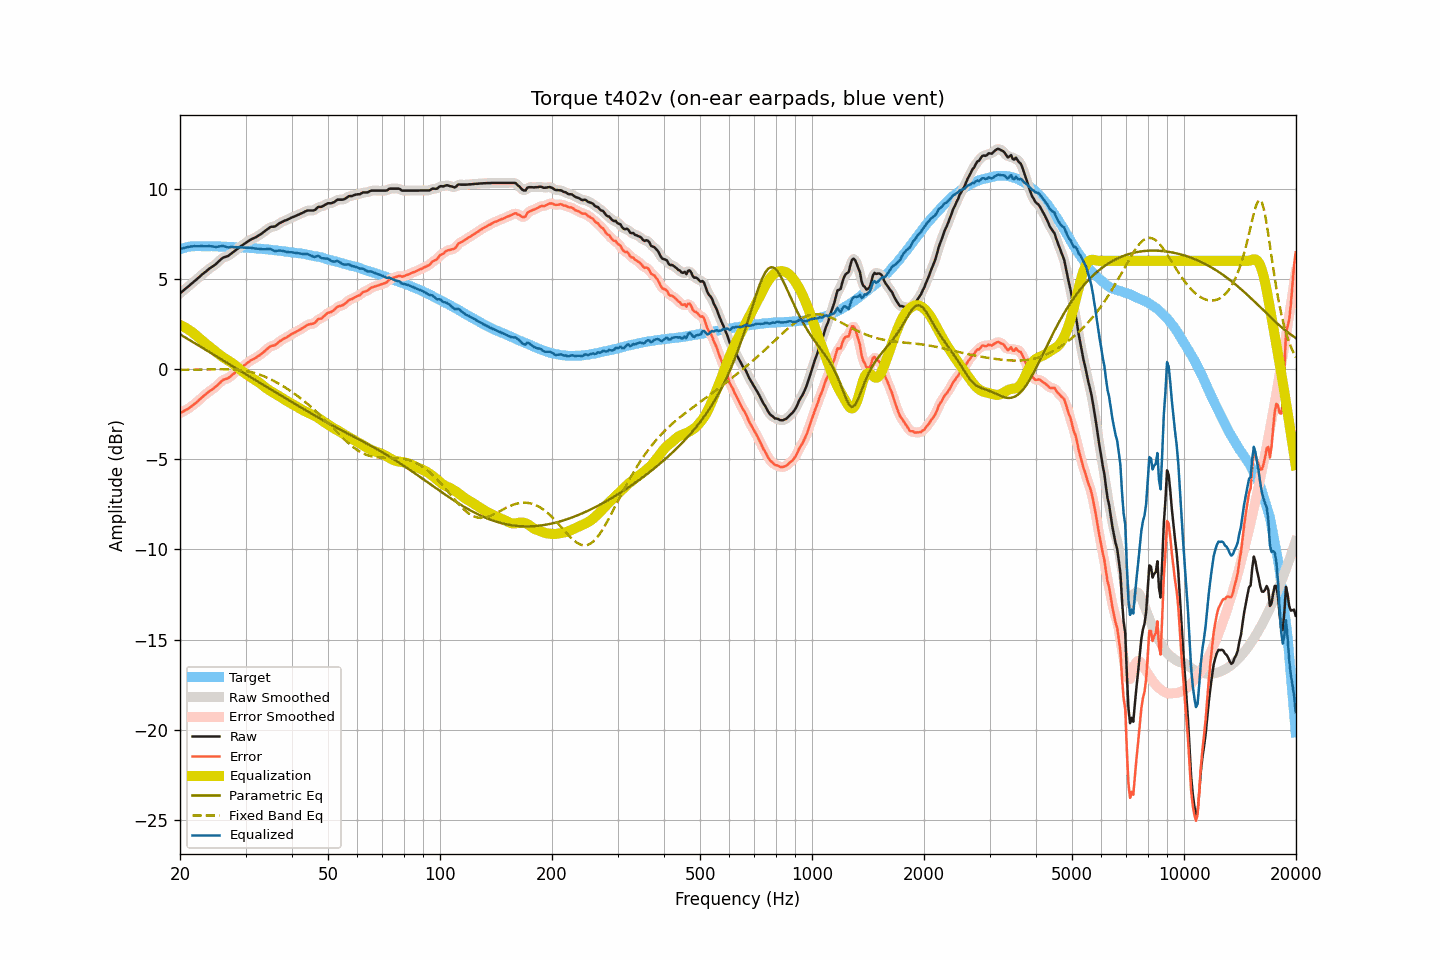 Torque t402v (on-ear earpads, blue vent)
Amplitude (dBr)
10
5
0
−5
−10
−15
−20
−25
Target
Raw Smoothed
Error Smoothed
Raw
Error
Equalization
Parametric Eq
Fixed Band Eq
Equalized
20 50 100 200 500 1000 2000 5000 10000 20000
Frequency (Hz)